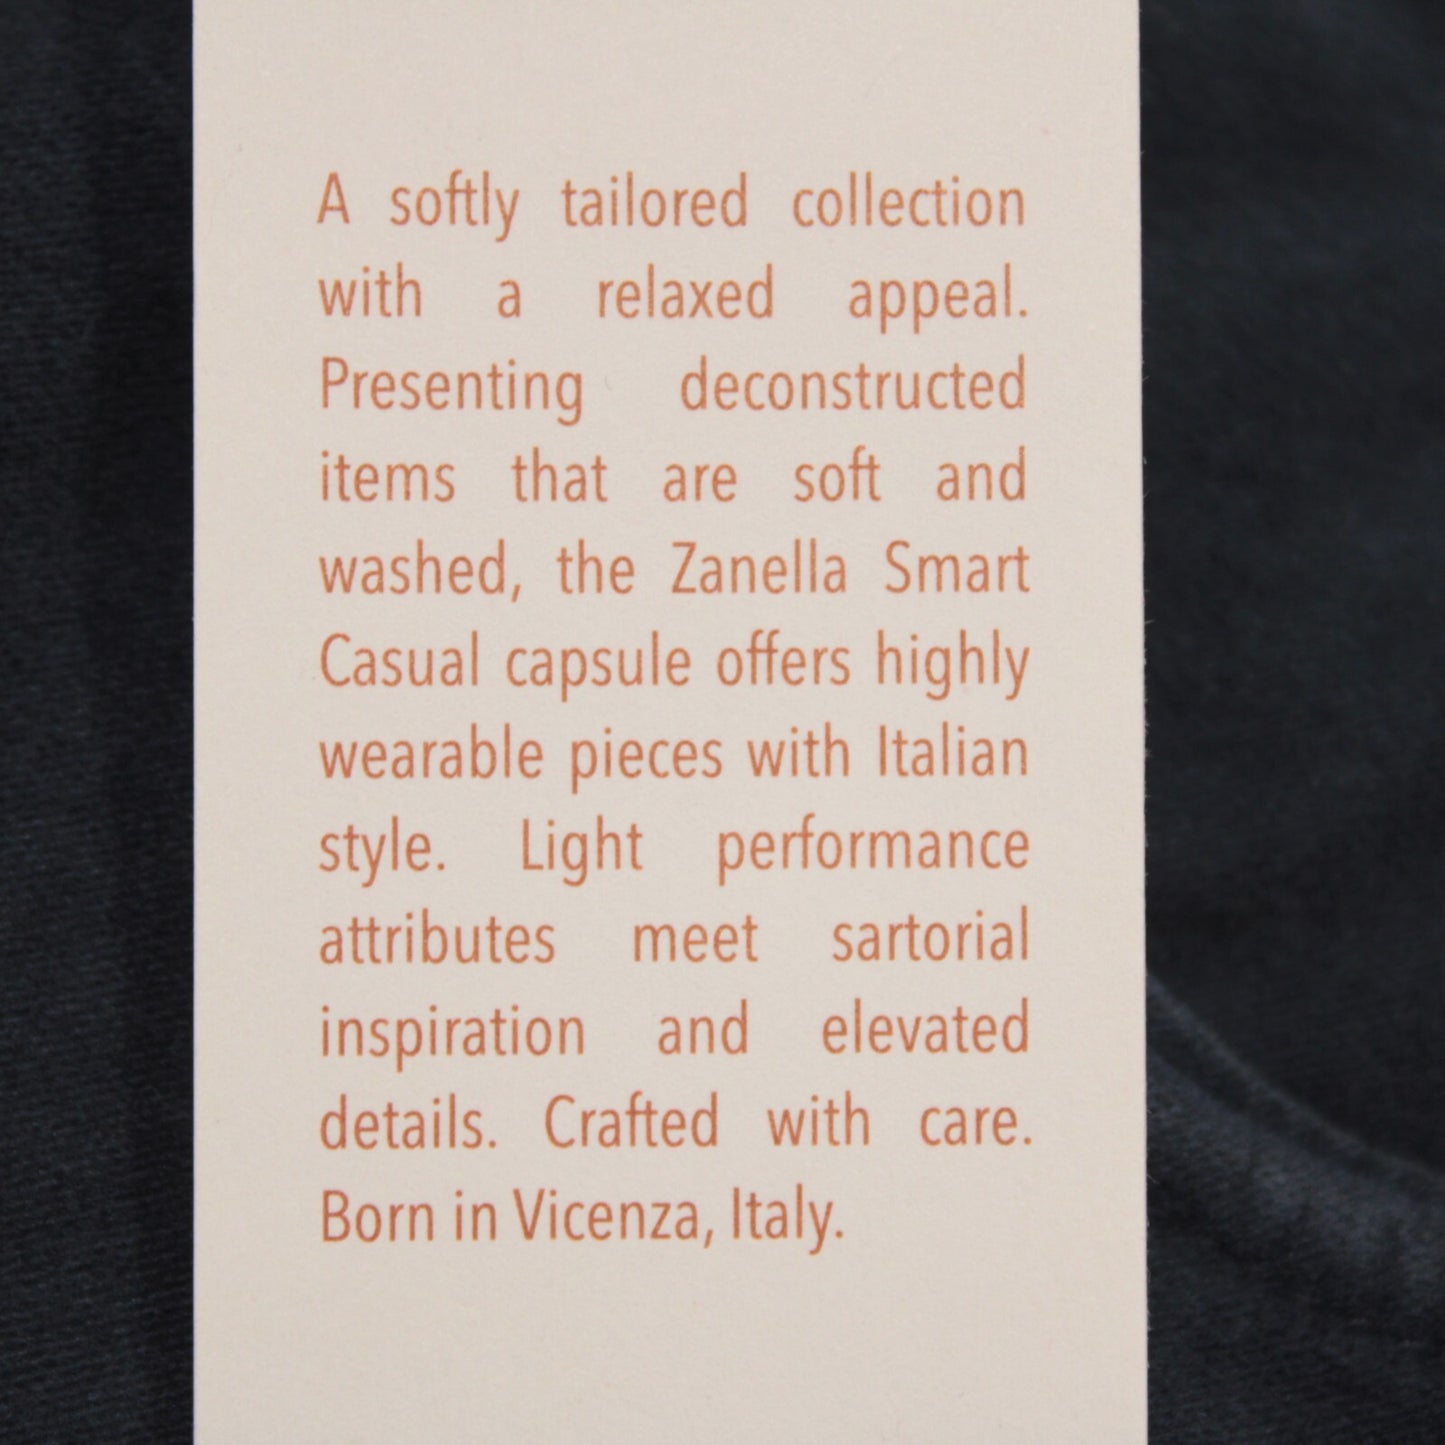 A softly tailored collection
with a relaxed appeal.
Presenting deconstructed
items that are soft and
washed, the Zanella Smart
Casual capsule offers highly
wearable pieces with Italian
style. Light performance
attributes meet sartorial
inspiration and elevated
details. Crafted with care.
Born in Vicenza, Italy.